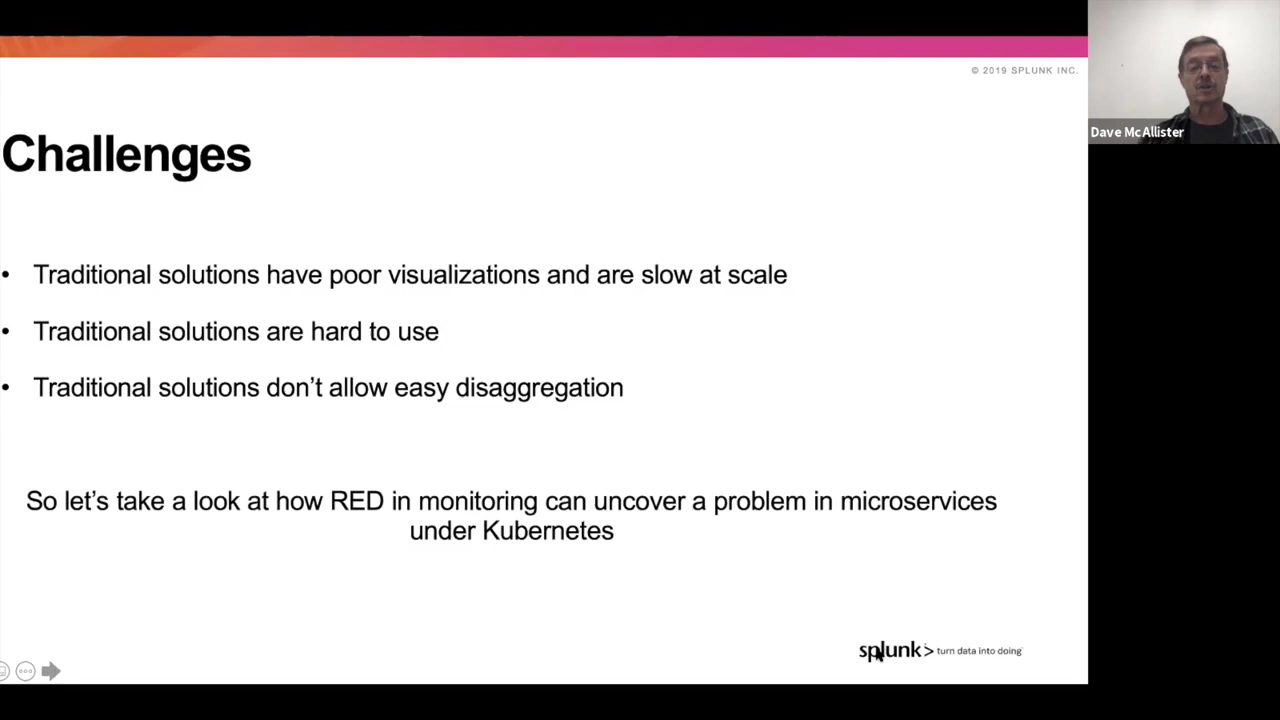 © 2019 SPLUNK INC.
Dave McAllister
Challenges
• Traditional solutions have poor visualizations and are slow at scale
• Traditional solutions are hard to use
• Traditional solutions don’t allow easy disaggregation
So let’s take a look at how RED in monitoring can uncover a problem in microservices
under Kubernetes
splunk> turn data into doing